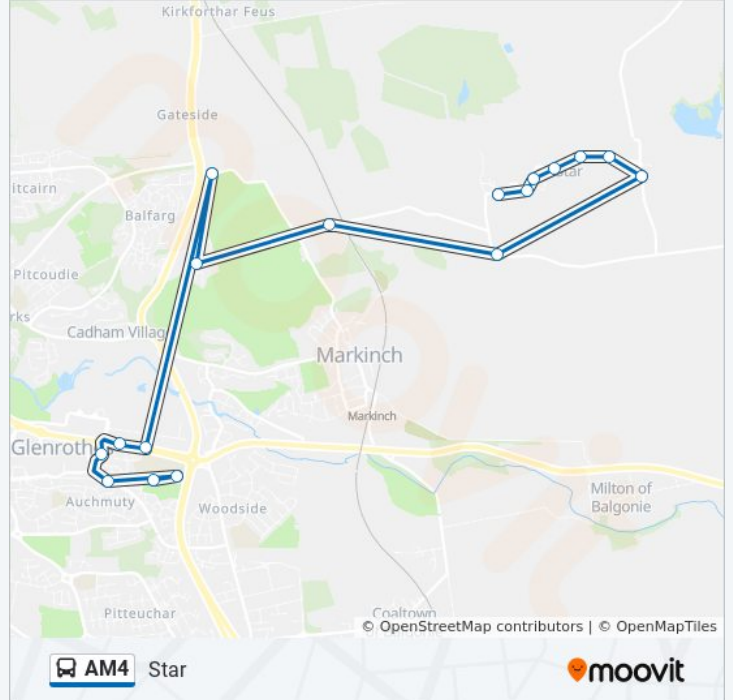 Kirkforthar Feus
Gateside
itcairn
Balfarg
Star
Pitcoudie
rks
Cadham Villag
Markinch
Markinch
Glenroth
Auchmuty
Woodside
Milton of
Balgonie
Pitteuchar
Coaltown
© OpenStreetMap contributors | © OpenMapTiles
AM4 Star
moovit